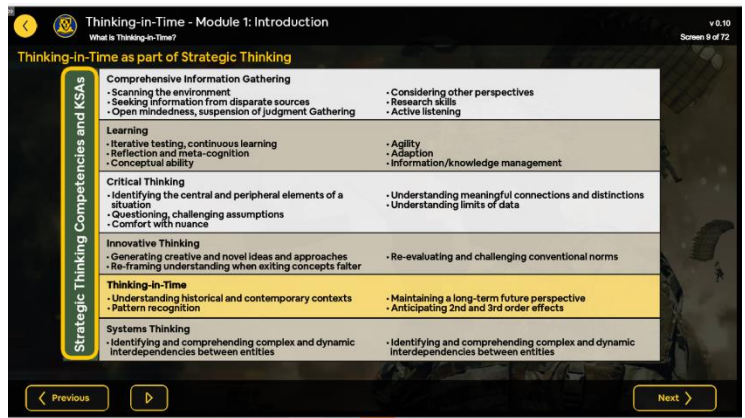 Thinking-in-Time - Module 1: Introduction
What is Thinking-in-Time?
v 0.10
Screen 9 of 72
Thinking-in-Time as part of Strategic Thinking
Strategic Thinking Competencies and KSAs
Comprehensive Information Gathering
• Scanning the environment
• Seeking information from disparate sources
• Open mindedness, suspension of judgment Gathering
• Considering other perspectives
• Research skills
• Active listening
Learning
• Iterative testing, continuous learning
• Reflection and meta-cognition
• Conceptual ability
• Agility
• Adaption
• Information/knowledge management
Critical Thinking
• Identifying the central and peripheral elements of a
situation
• Questioning, challenging assumptions
• Comfort with nuance
• Understanding meaningful connections and distinctions
• Understanding limits of data
Innovative Thinking
• Generating creative and novel ideas and approaches
• Re-framing understanding when exiting concepts falter
• Re-evaluating and challenging conventional norms
Thinking-in-Time
• Understanding historical and contemporary contexts
• Pattern recognition
• Maintaining a long-term future perspective
• Anticipating 2nd and 3rd order effects
Systems Thinking
• Identifying and comprehending complex and dynamic
interdependencies between entities
• Identifying and comprehending complex and dynamic
interdependencies between entities
Previous
Next